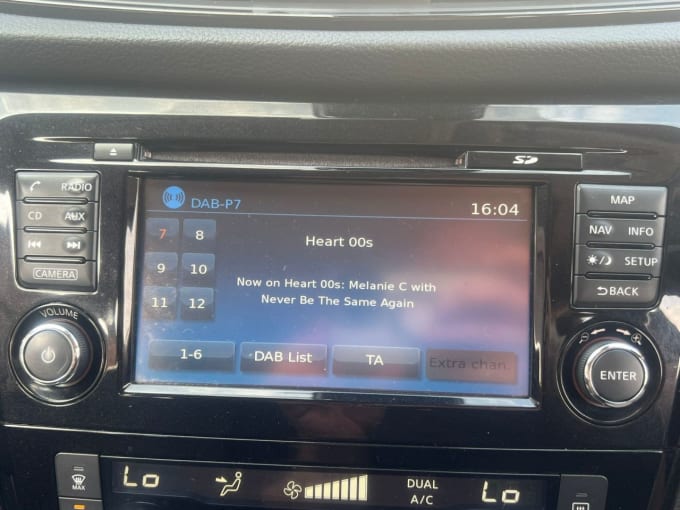 RADIO
CD AUX
CAMERA
VOLUME
SD
DAB-P7
16:04
7 8
9 10
11 12
Heart 00s
Now on Heart 00s: Melanie C with
Never Be The Same Again
1-6
DAB List
TA
Extra chan.
MAP
NAV INFO
SETUP
BACK
ENTER
MAX
Lo
DUAL
A/C
Lo